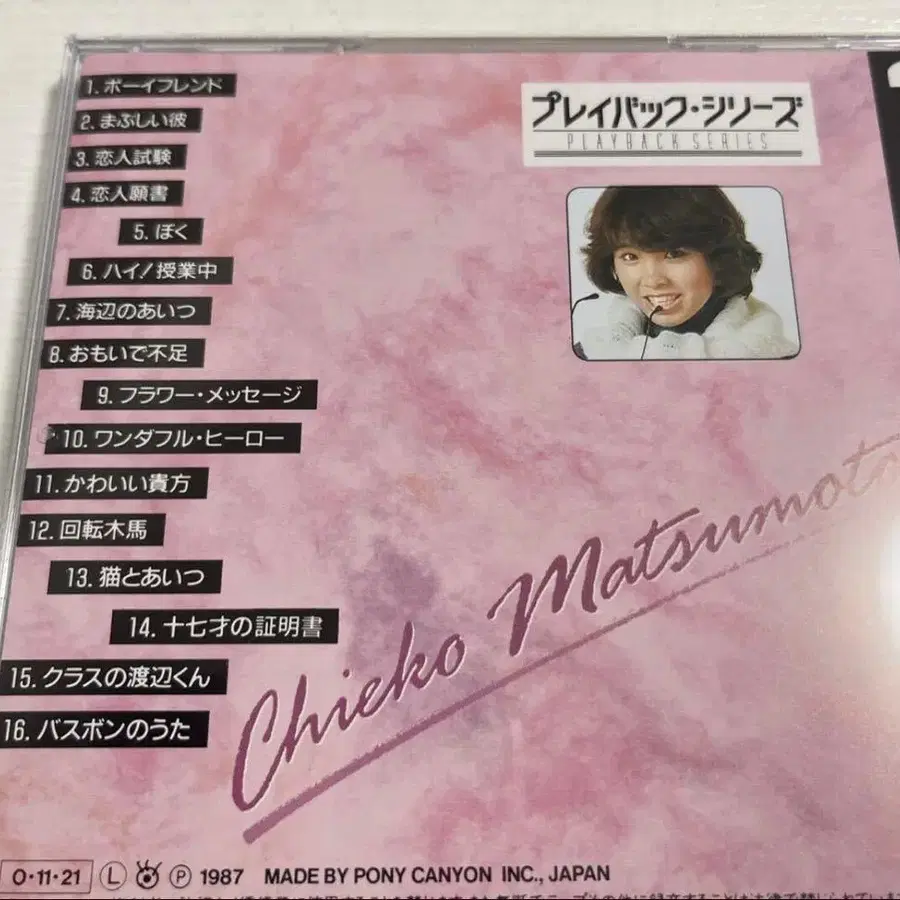 1. ボーイフレンド
2. まぶしい彼
3. 恋人試験
4. 恋人願書
5. ぼく
6. ハイ!授業中
7. 海辺のあいつ
8. おもいで不足
9. フラワー・メッセージ
10. ワンダフル・ヒーロー
11. かわいい貴方
12. 回転木馬
13. 猫とあいつ
14. 十七才の証明書
15. クラスの渡辺くん
16. バスボンのうた
プレイバック・シリーズ
PLAYBACK SERIES
Chieko Matsumoto
O・11・21 Ⓛ Ⓟ 1987 MADE BY PONY CANYON INC., JAPAN